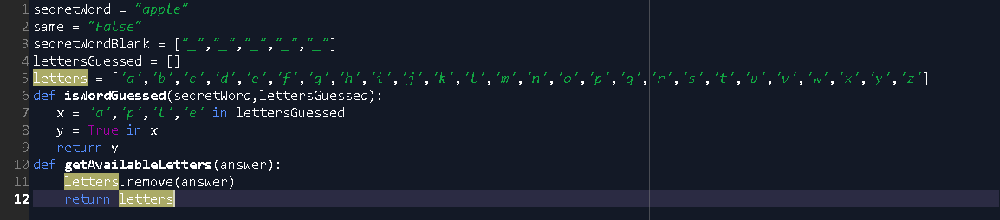 1 secretWord = "apple"
2 same = "False"
3 secretWordBlank = ["_","_","_","_","_"]
4 lettersGuessed = []
5 letters = ['a','b','c','d','e','f','g','h','i','j','k','l','m','n','o','p','q','r','s','t','u','v','w','x','y','z']
6 def isWordGuessed(secretWord,lettersGuessed):
7    x = 'a','p','l','e' in lettersGuessed
8    y = True in x
9    return y
10 def getAvailableLetters(answer):
11     letters.remove(answer)
12     return letters